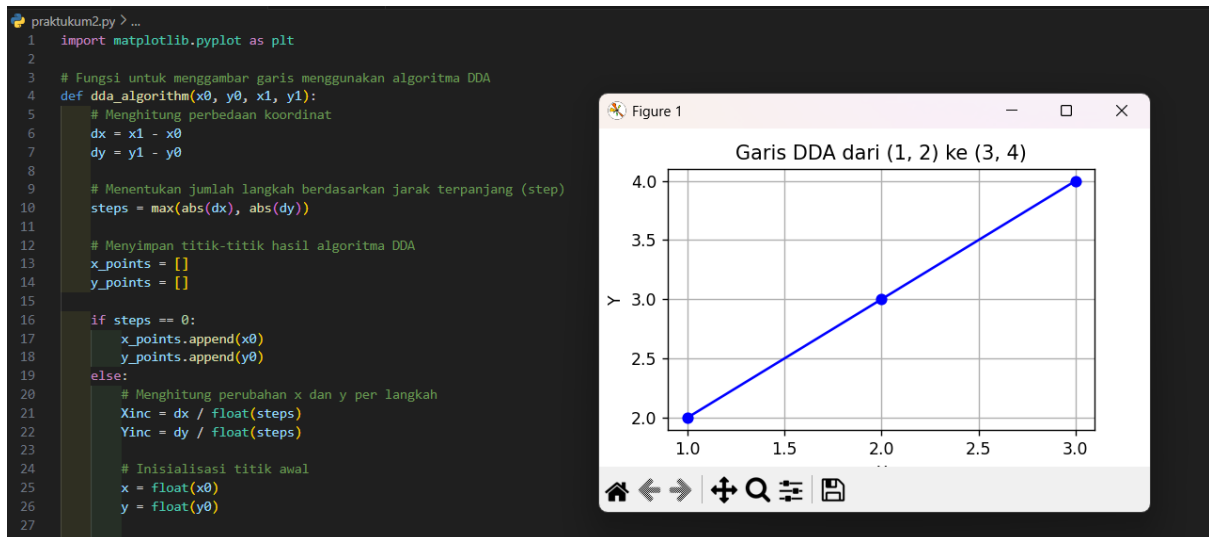 praktukum2.py > ...
1 import matplotlib.pyplot as plt
2
3 # Fungsi untuk menggambar garis menggunakan algoritma DDA
4 def dda_algorithm(x0, y0, x1, y1):
5     # Menghitung perbedaan koordinat
6     dx = x1 - x0
7     dy = y1 - y0
8
9     # Menentukan jumlah langkah berdasarkan jarak terpanjang (step)
10     steps = max(abs(dx), abs(dy))
11
12     # Menyimpan titik-titik hasil algoritma DDA
13     x_points = []
14     y_points = []
15
16     if steps == 0:
17         x_points.append(x0)
18         y_points.append(y0)
19     else:
20         # Menghitung perubahan x dan y per langkah
21         Xinc = dx / float(steps)
22         Yinc = dy / float(steps)
23
24         # Inisialisasi titik awal
25         x = float(x0)
26         y = float(y0)
27
Figure 1
Garis DDA dari (1, 2) ke (3, 4)
4.0
3.5
Y 3.0
2.5
2.0
1.0 1.5 2.0 2.5 3.0